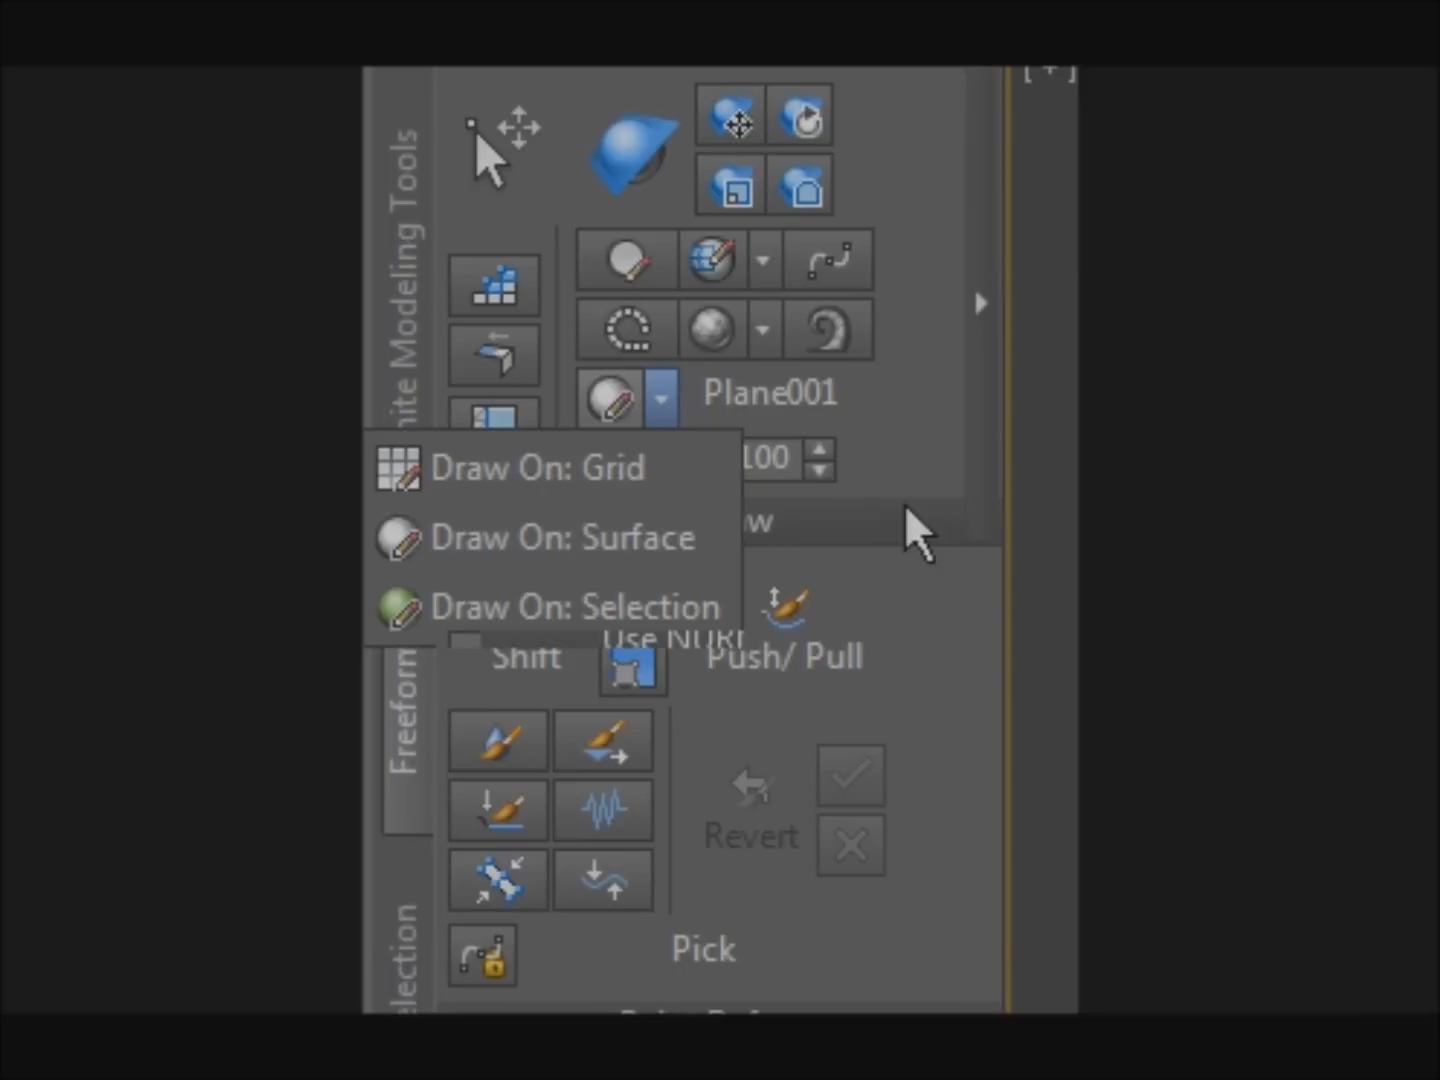 [ + ]
nite Modeling Tools
Plane001
100
Draw On: Grid
Draw On: Surface
Draw On: Selection
Shift
Push/ Pull
Freeform
Revert
Pick